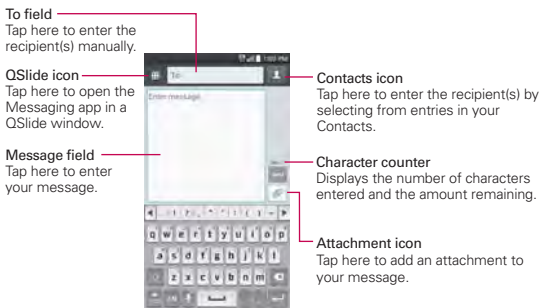 To field
Tap here to enter the
recipient(s) manually.
QSlide icon
Tap here to open the
Messaging app in a
QSlide window.
Message field
Tap here to enter
your message.
1:00 PM
To
Enter message
Contacts icon
Tap here to enter the recipient(s) by
selecting from entries in your
Contacts.
Character counter
Displays the number of characters
entered and the amount remaining.
Attachment icon
Tap here to add an attachment to
your message.
q w e r t y u i o p
a s d f g h j k l
z x c v b n m